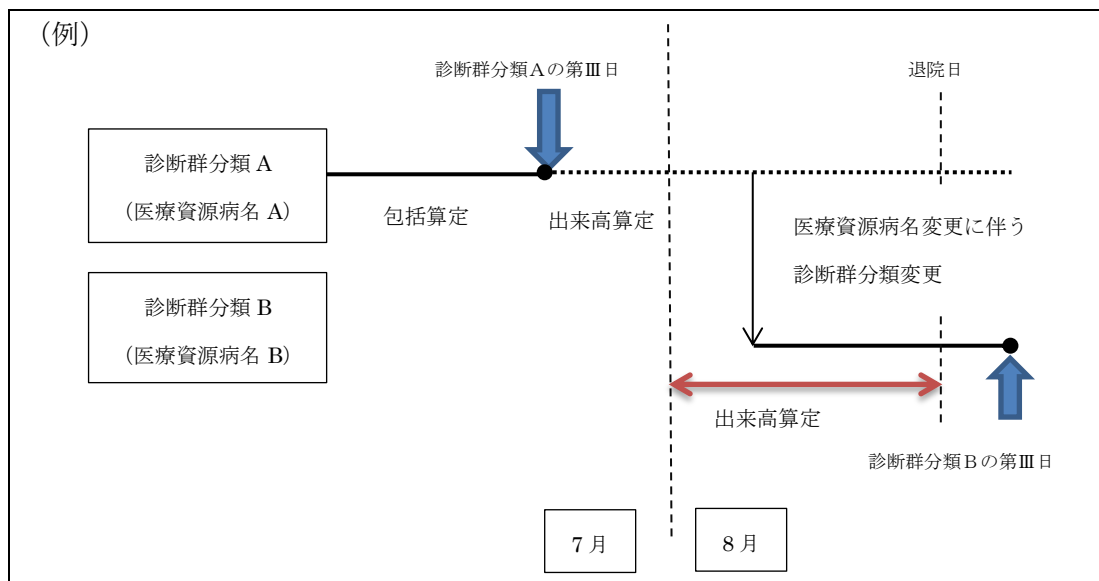 (例)
診断群分類Aの第Ⅲ日
退院日
診断群分類 A
(医療資源病名 A)
包括算定
出来高算定
医療資源病名変更に伴う
診断群分類変更
診断群分類 B
(医療資源病名 B)
出来高算定
診断群分類Bの第Ⅲ日
7 月
8 月